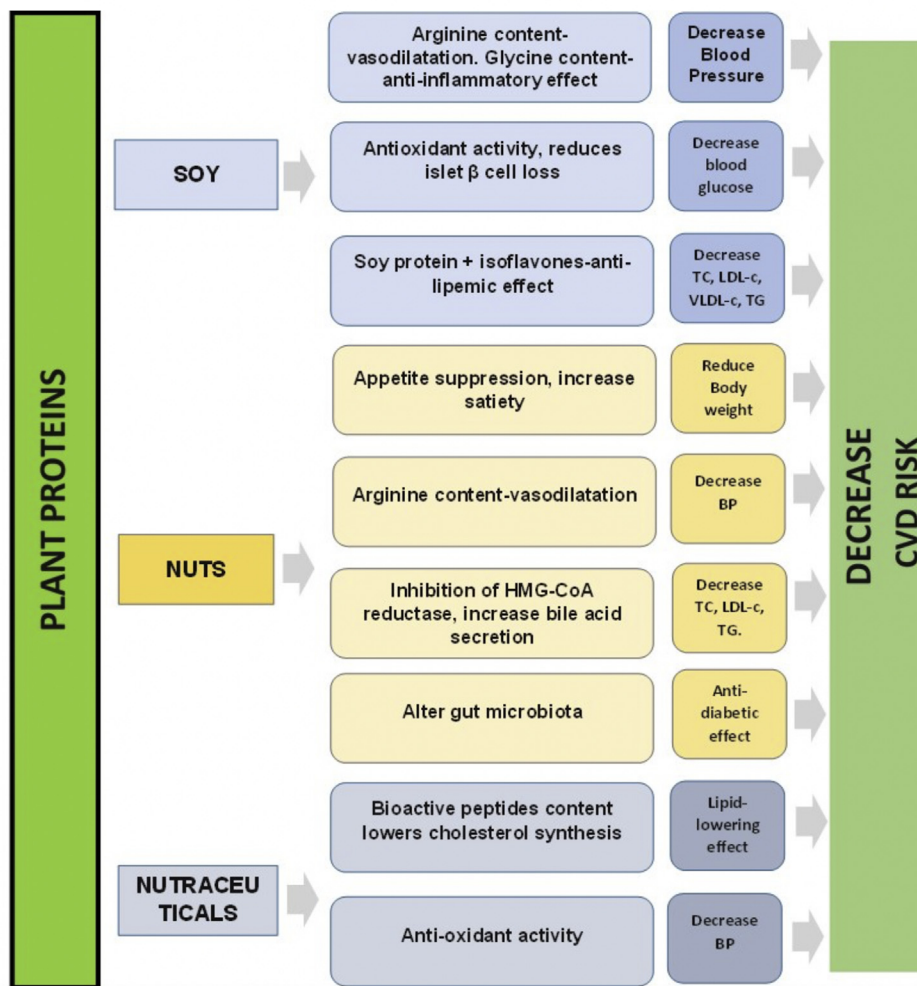 PLANT PROTEINS
SOY
Arginine content-
vasodilatation. Glycine content-
anti-inflammatory effect
Decrease
Blood
Pressure
Antioxidant activity, reduces
islet β cell loss
Decrease
blood
glucose
Soy protein + isoflavones-anti-
lipemic effect
Decrease
TC, LDL-c,
VLDL-c, TG
NUTS
Appetite suppression, increase
satiety
Reduce
Body
weight
Arginine content-vasodilatation
Decrease
BP
Inhibition of HMG-CoA
reductase, increase bile acid
secretion
Decrease
TC, LDL-c,
TG.
Alter gut microbiota
Anti-
diabetic
effect
NUTRACEU
TICALS
Bioactive peptides content
lowers cholesterol synthesis
Lipid-
lowering
effect
Anti-oxidant activity
Decrease
BP
DECREASE
CVD RISK